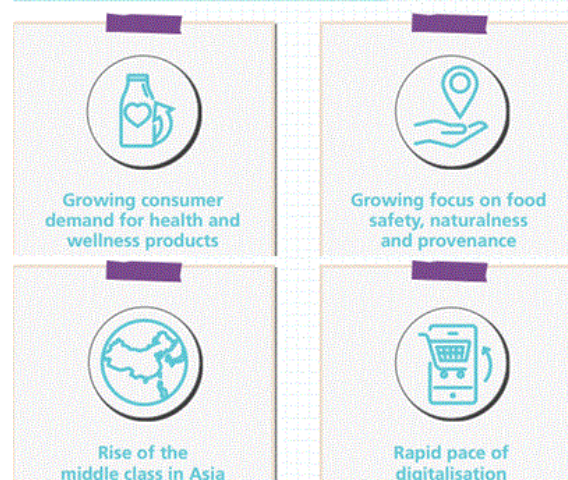 Growing consumer
demand for health and
wellness products
Growing focus on food
safety, naturalness
and provenance
Rise of the
middle class in Asia
Rapid pace of
digitalisation